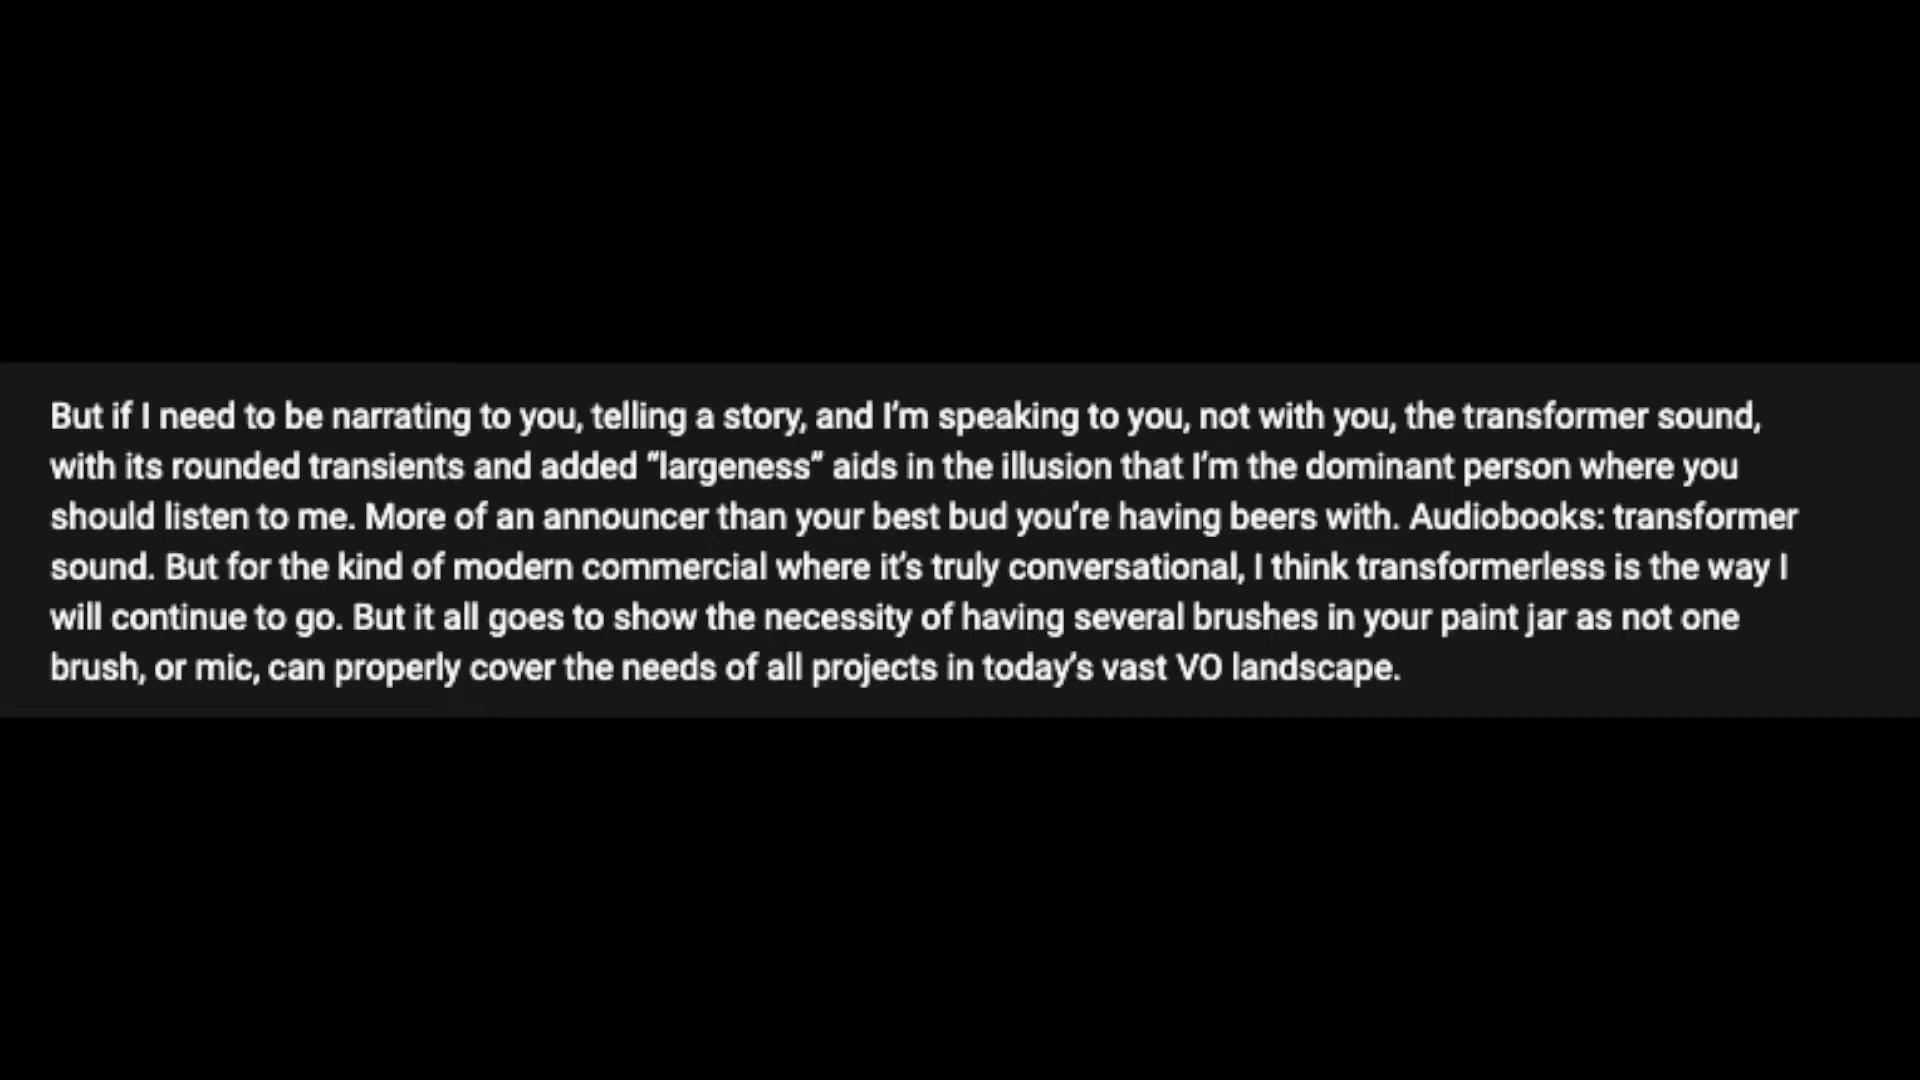 But if I need to be narrating to you, telling a story, and I’m speaking to you, not with you, the transformer sound,
with its rounded transients and added “largeness” aids in the illusion that I’m the dominant person where you
should listen to me. More of an announcer than your best bud you’re having beers with. Audiobooks: transformer
sound. But for the kind of modern commercial where it’s truly conversational, I think transformerless is the way I
will continue to go. But it all goes to show the necessity of having several brushes in your paint jar as not one
brush, or mic, can properly cover the needs of all projects in today’s vast VO landscape.